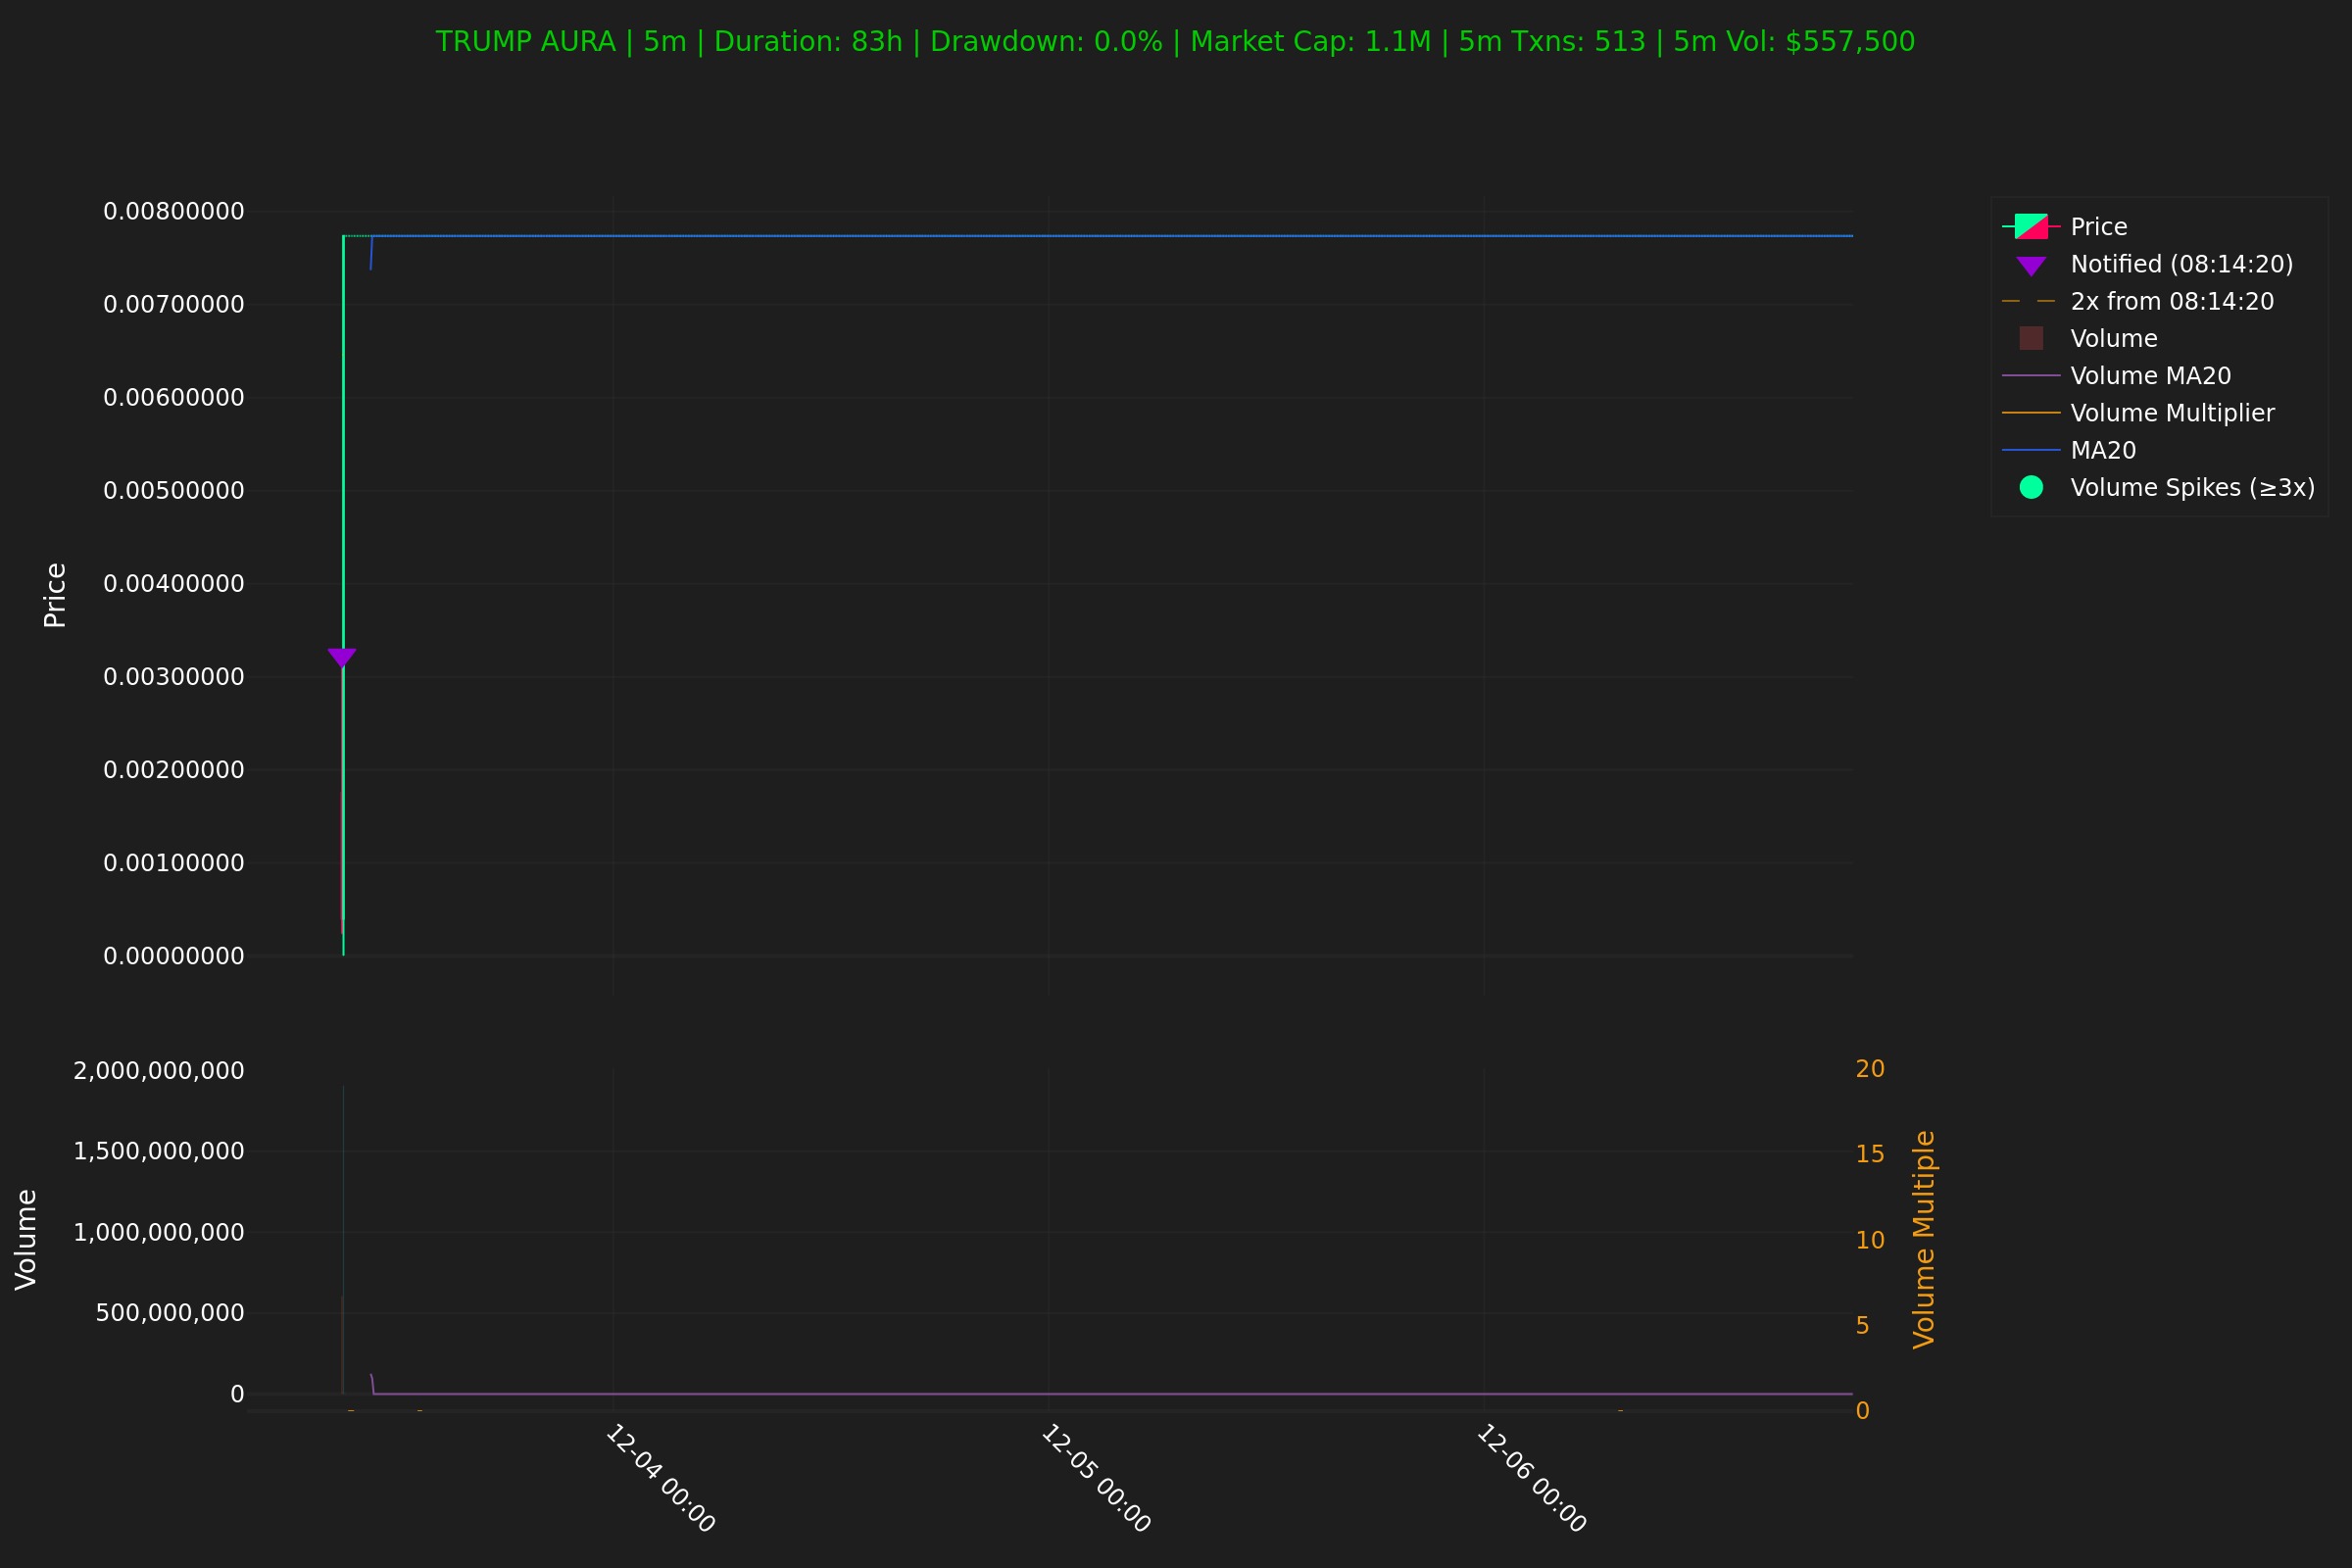 TRUMP AURA | 5m | Duration: 83h | Drawdown: 0.0% | Market Cap: 1.1M | 5m Txns: 513 | 5m Vol: $557,500
Price
0.00800000
0.00700000
0.00600000
0.00500000
0.00400000
0.00300000
0.00200000
0.00100000
0.00000000
Price
Notified (08:14:20)
2x from 08:14:20
Volume
Volume MA20
Volume Multiplier
MA20
Volume Spikes (≥3x)
Volume
2,000,000,000
1,500,000,000
1,000,000,000
500,000,000
0
20
15
10
5
0
Volume Multiple
12-04 00:00
12-05 00:00
12-06 00:00